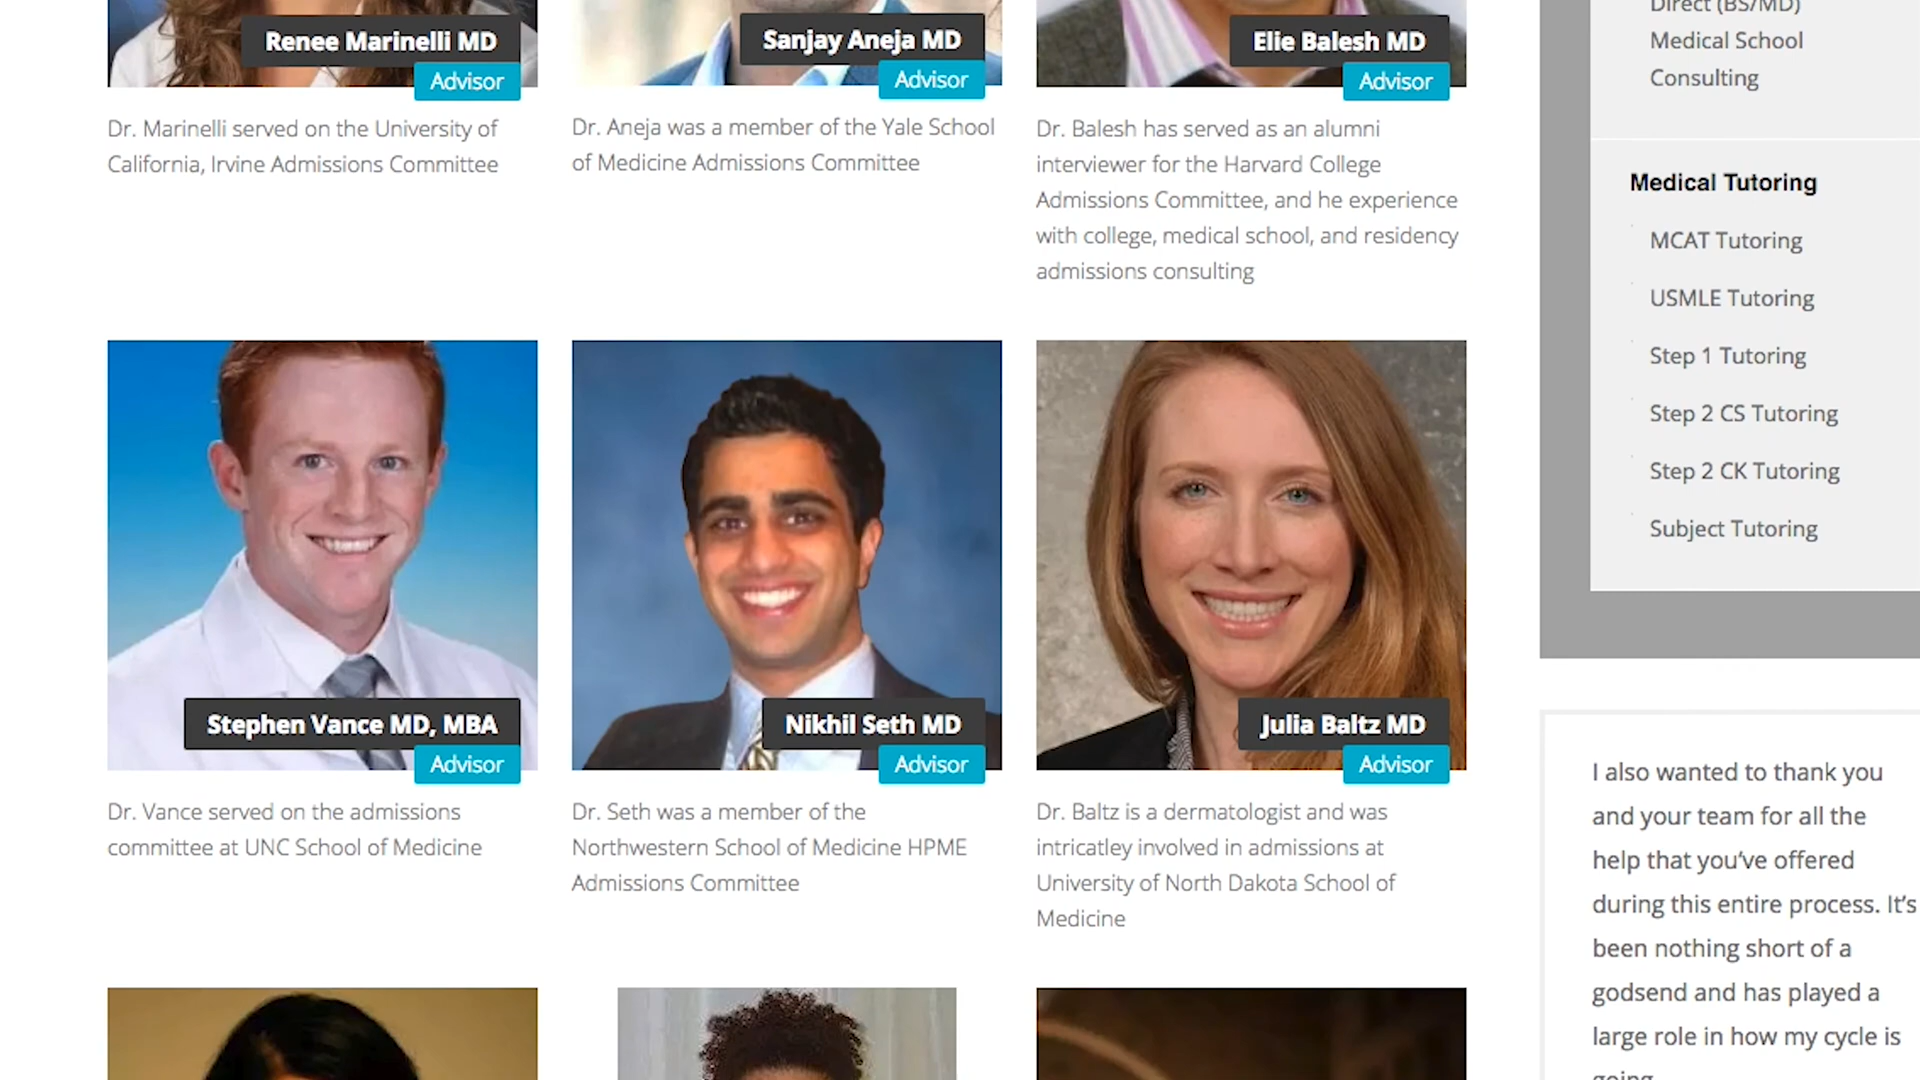 Renee Marinelli MD
Advisor
Dr. Marinelli served on the University of
California, Irvine Admissions Committee
Sanjay Aneja MD
Advisor
Dr. Aneja was a member of the Yale School
of Medicine Admissions Committee
Elie Balesh MD
Advisor
Dr. Balesh has served as an alumni
interviewer for the Harvard College
Admissions Committee, and he experience
with college, medical school, and residency
admissions consulting
Stephen Vance MD, MBA
Advisor
Dr. Vance served on the admissions
committee at UNC School of Medicine
Nikhil Seth MD
Advisor
Dr. Seth was a member of the
Northwestern School of Medicine HPME
Admissions Committee
Julia Baltz MD
Advisor
Dr. Baltz is a dermatologist and was
intricatley involved in admissions at
University of North Dakota School of
Medicine
Direct (BS/MD)
Medical School
Consulting
Medical Tutoring
MCAT Tutoring
USMLE Tutoring
Step 1 Tutoring
Step 2 CS Tutoring
Step 2 CK Tutoring
Subject Tutoring
I also wanted to thank you
and your team for all the
help that you've offered
during this entire process. It's
been nothing short of a
godsend and has played a
large role in how my cycle is
going